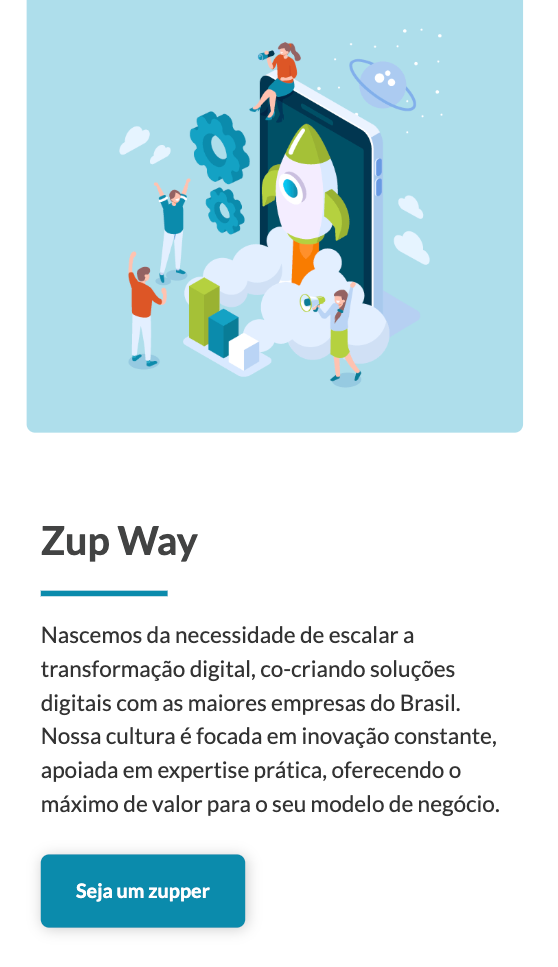 Zup Way
Nascemos da necessidade de escalar a
transformação digital, co-criando soluções
digitais com as maiores empresas do Brasil.
Nossa cultura é focada em inovação constante,
apoiada em expertise prática, oferecendo o
máximo de valor para o seu modelo de negócio.
Seja um zupper